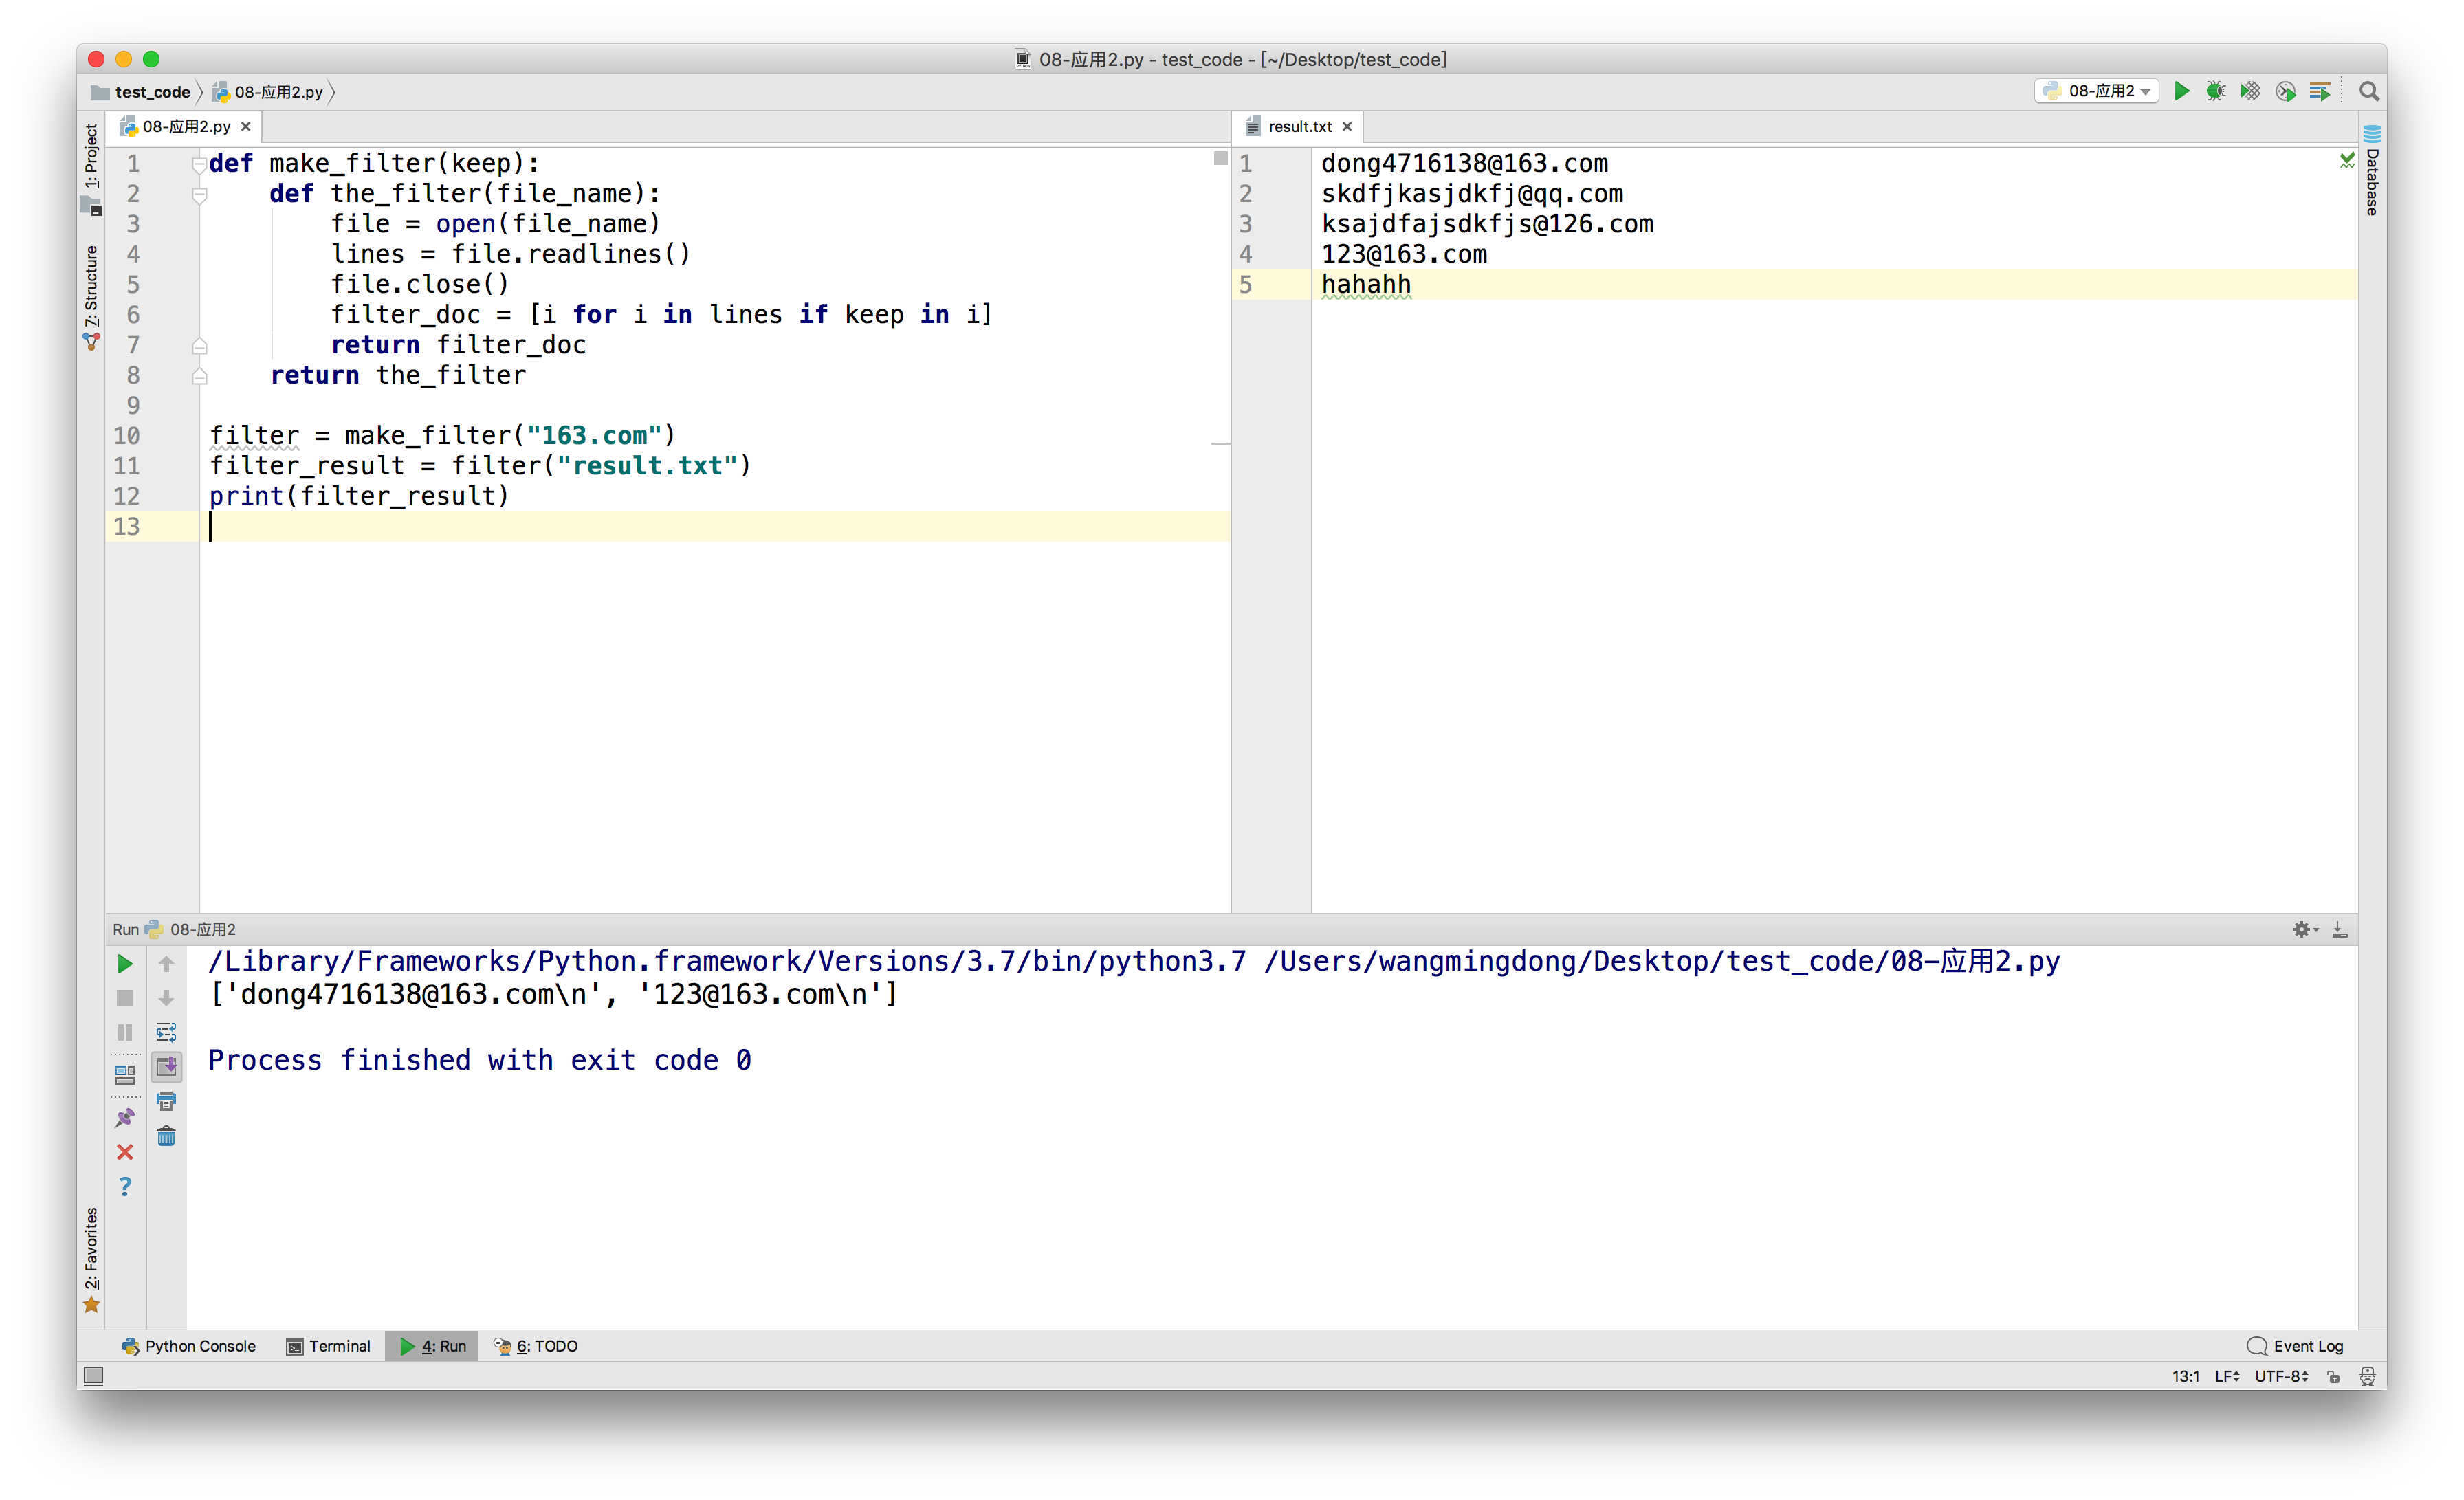 08-应用2.py - test_code - [~/Desktop/test_code]
test_code 08-应用2.py
08-应用2
1: Project
7: Structure
2: Favorites
Database
08-应用2.py
1 def make_filter(keep):
2     def the_filter(file_name):
3         file = open(file_name)
4         lines = file.readlines()
5         file.close()
6         filter_doc = [i for i in lines if keep in i]
7         return filter_doc
8     return the_filter
9
10 filter = make_filter("163.com")
11 filter_result = filter("result.txt")
12 print(filter_result)
13
result.txt
1 dong4716138@163.com
2 skdfjkasjdkfj@qq.com
3 ksajdfajsdkfjs@126.com
4 123@163.com
5 hahahh
Run 08-应用2
/Library/Frameworks/Python.framework/Versions/3.7/bin/python3.7 /Users/wangmingdong/Desktop/test_code/08-应用2.py
['dong4716138@163.com\n', '123@163.com\n']
Process finished with exit code 0
Python Console Terminal 4: Run 6: TODO Event Log
13:1 LF UTF-8